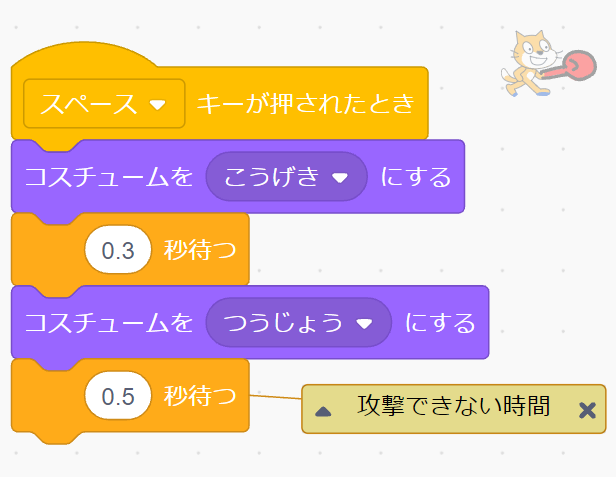 スペース キーが押されたとき
コスチュームを こうげき にする
0.3 秒待つ
コスチュームを つうじょう にする
0.5 秒待つ 攻撃できない時間